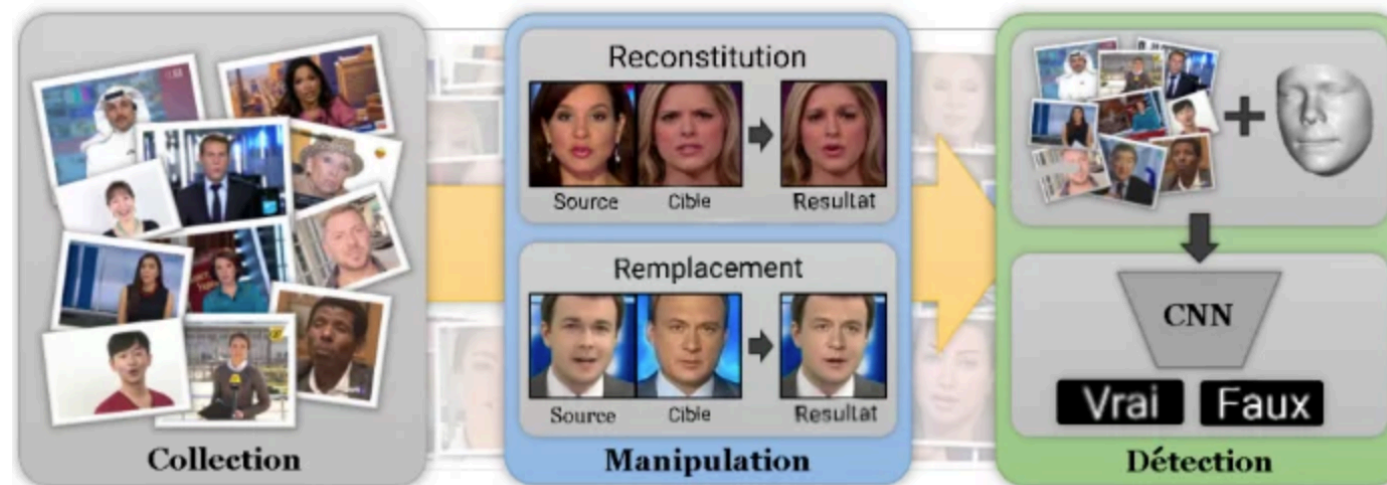 Reconstitution
Source Cible Resultat
Remplacement
Source Cible Resultat
CNN
Vrai Faux
Collection
Manipulation
Détection